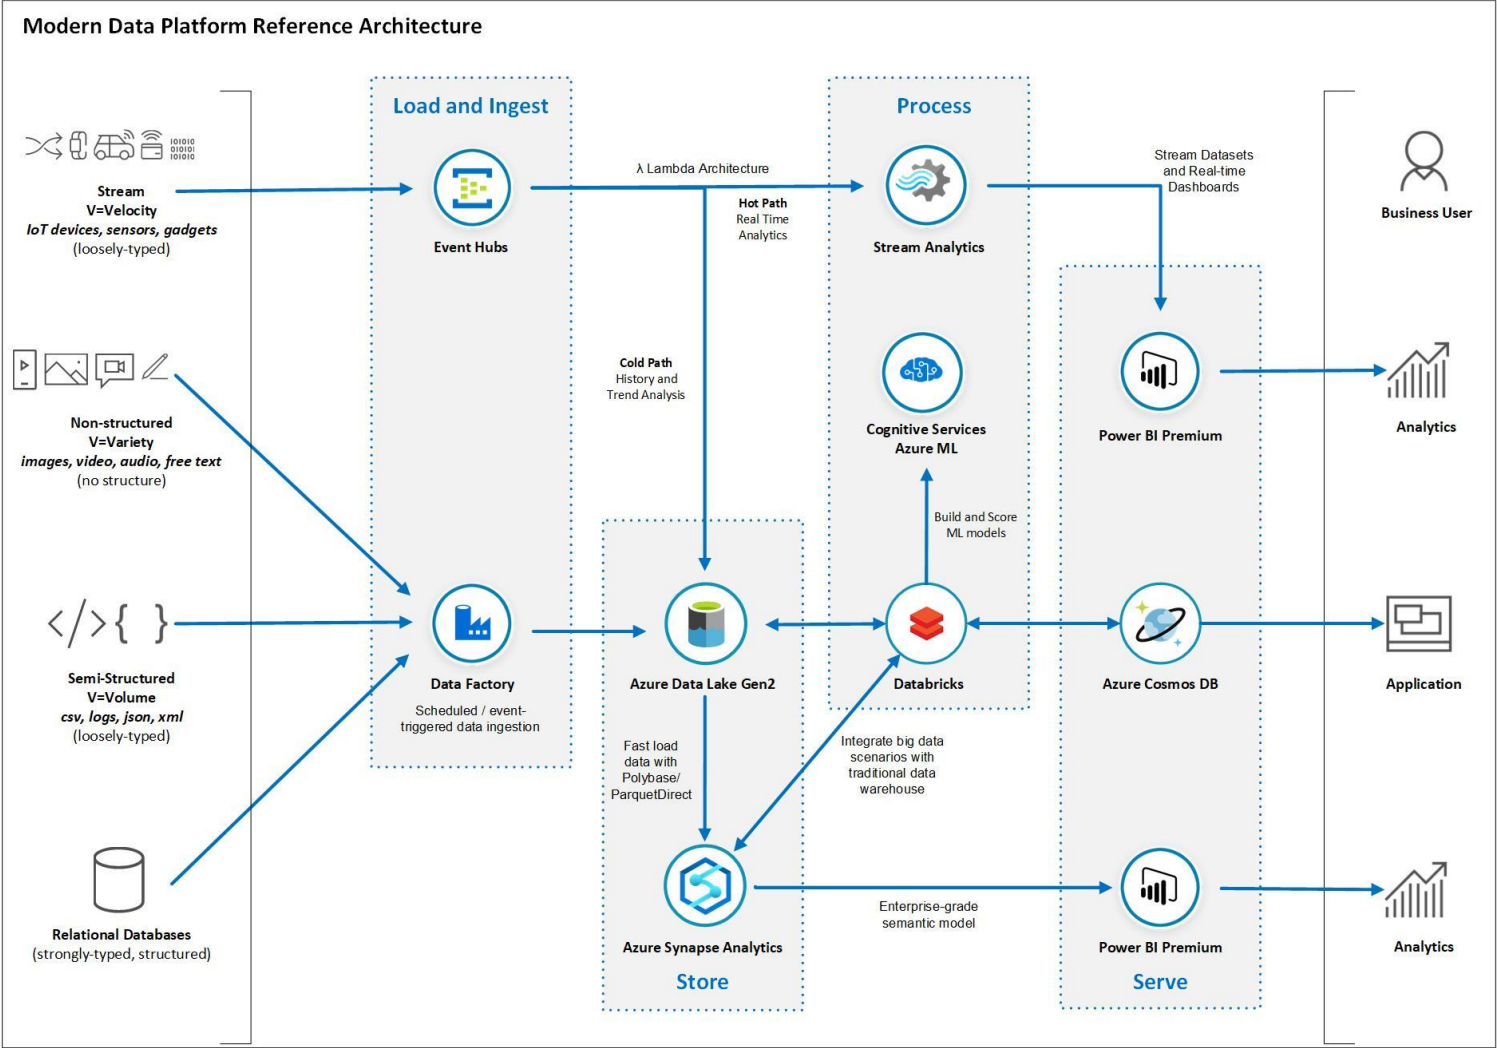 Modern Data Platform Reference Architecture
Load and Ingest
Process
101010
010101
101010
Stream
V=Velocity
IoT devices, sensors, gadgets
(loosely-typed)
Event Hubs
λ Lambda Architecture
Hot Path
Real Time
Analytics
Stream Analytics
Stream Datasets
and Real-time
Dashboards
Business User
Non-structured
V=Variety
images, video, audio, free text
(no structure)
Cold Path
History and
Trend Analysis
Cognitive Services
Azure ML
Power BI Premium
Analytics
Build and Score
ML models
</>{ }
Semi-Structured
V=Volume
csv, logs, json, xml
(loosely-typed)
Data Factory
Scheduled / event-
triggered data ingestion
Azure Data Lake Gen2
Databricks
Azure Cosmos DB
Application
Fast load
data with
Polybase/
ParquetDirect
Integrate big data
scenarios with
traditional data
warehouse
Relational Databases
(strongly-typed, structured)
Azure Synapse Analytics
Enterprise-grade
semantic model
Power BI Premium
Analytics
Store
Serve